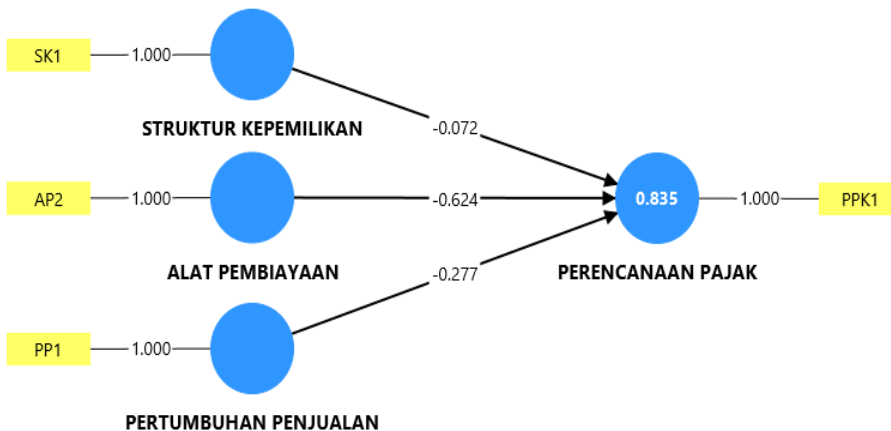 SK1
1.000
STRUKTUR KEPEMILIKAN
-0.072
AP2
1.000
-0.624
0.835
1.000
PPK1
ALAT PEMBIAYAAN
-0.277
PERENCANAAN PAJAK
PP1
1.000
PERTUMBUHAN PENJUALAN